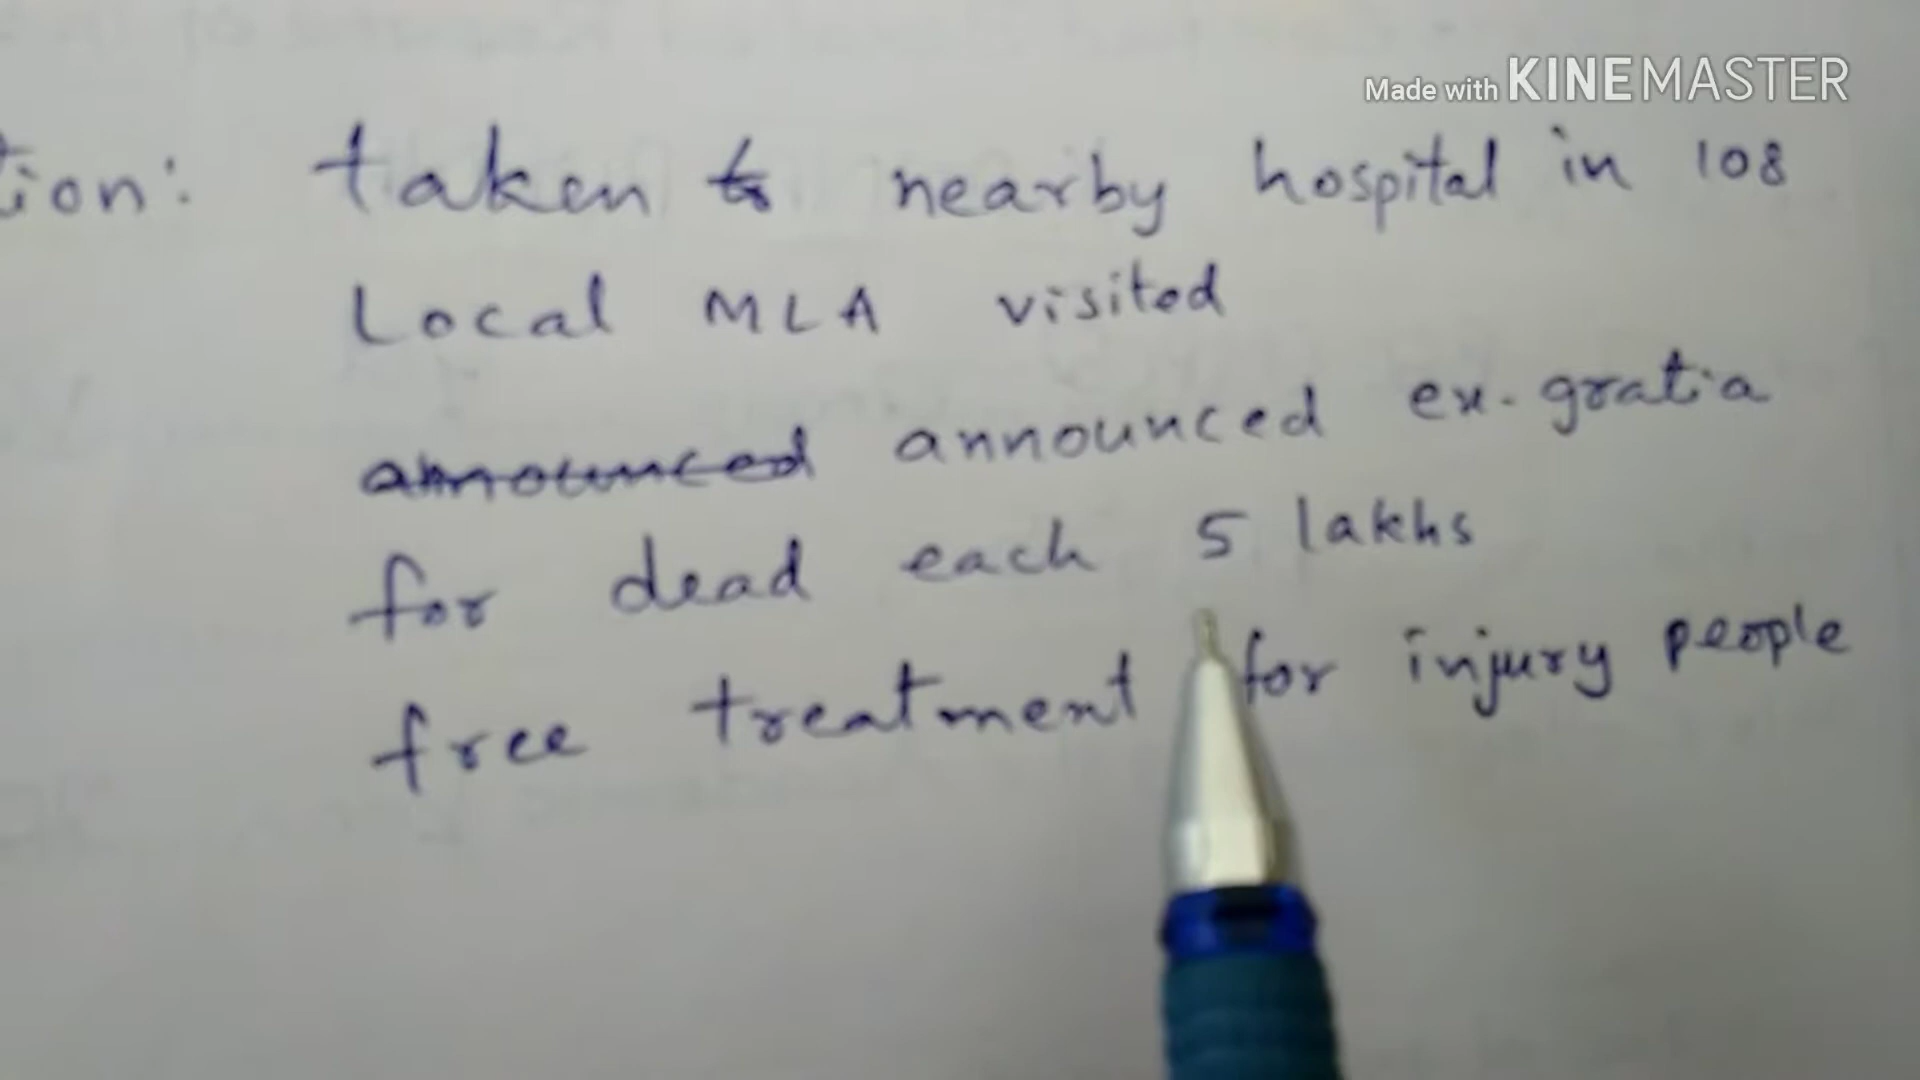 Made with KINEMASTER
tion: taken to nearby hospital in 108
Local MLA visited
announced announced ex-gratia
for dead each 5 lakhs
free treatment for injury people